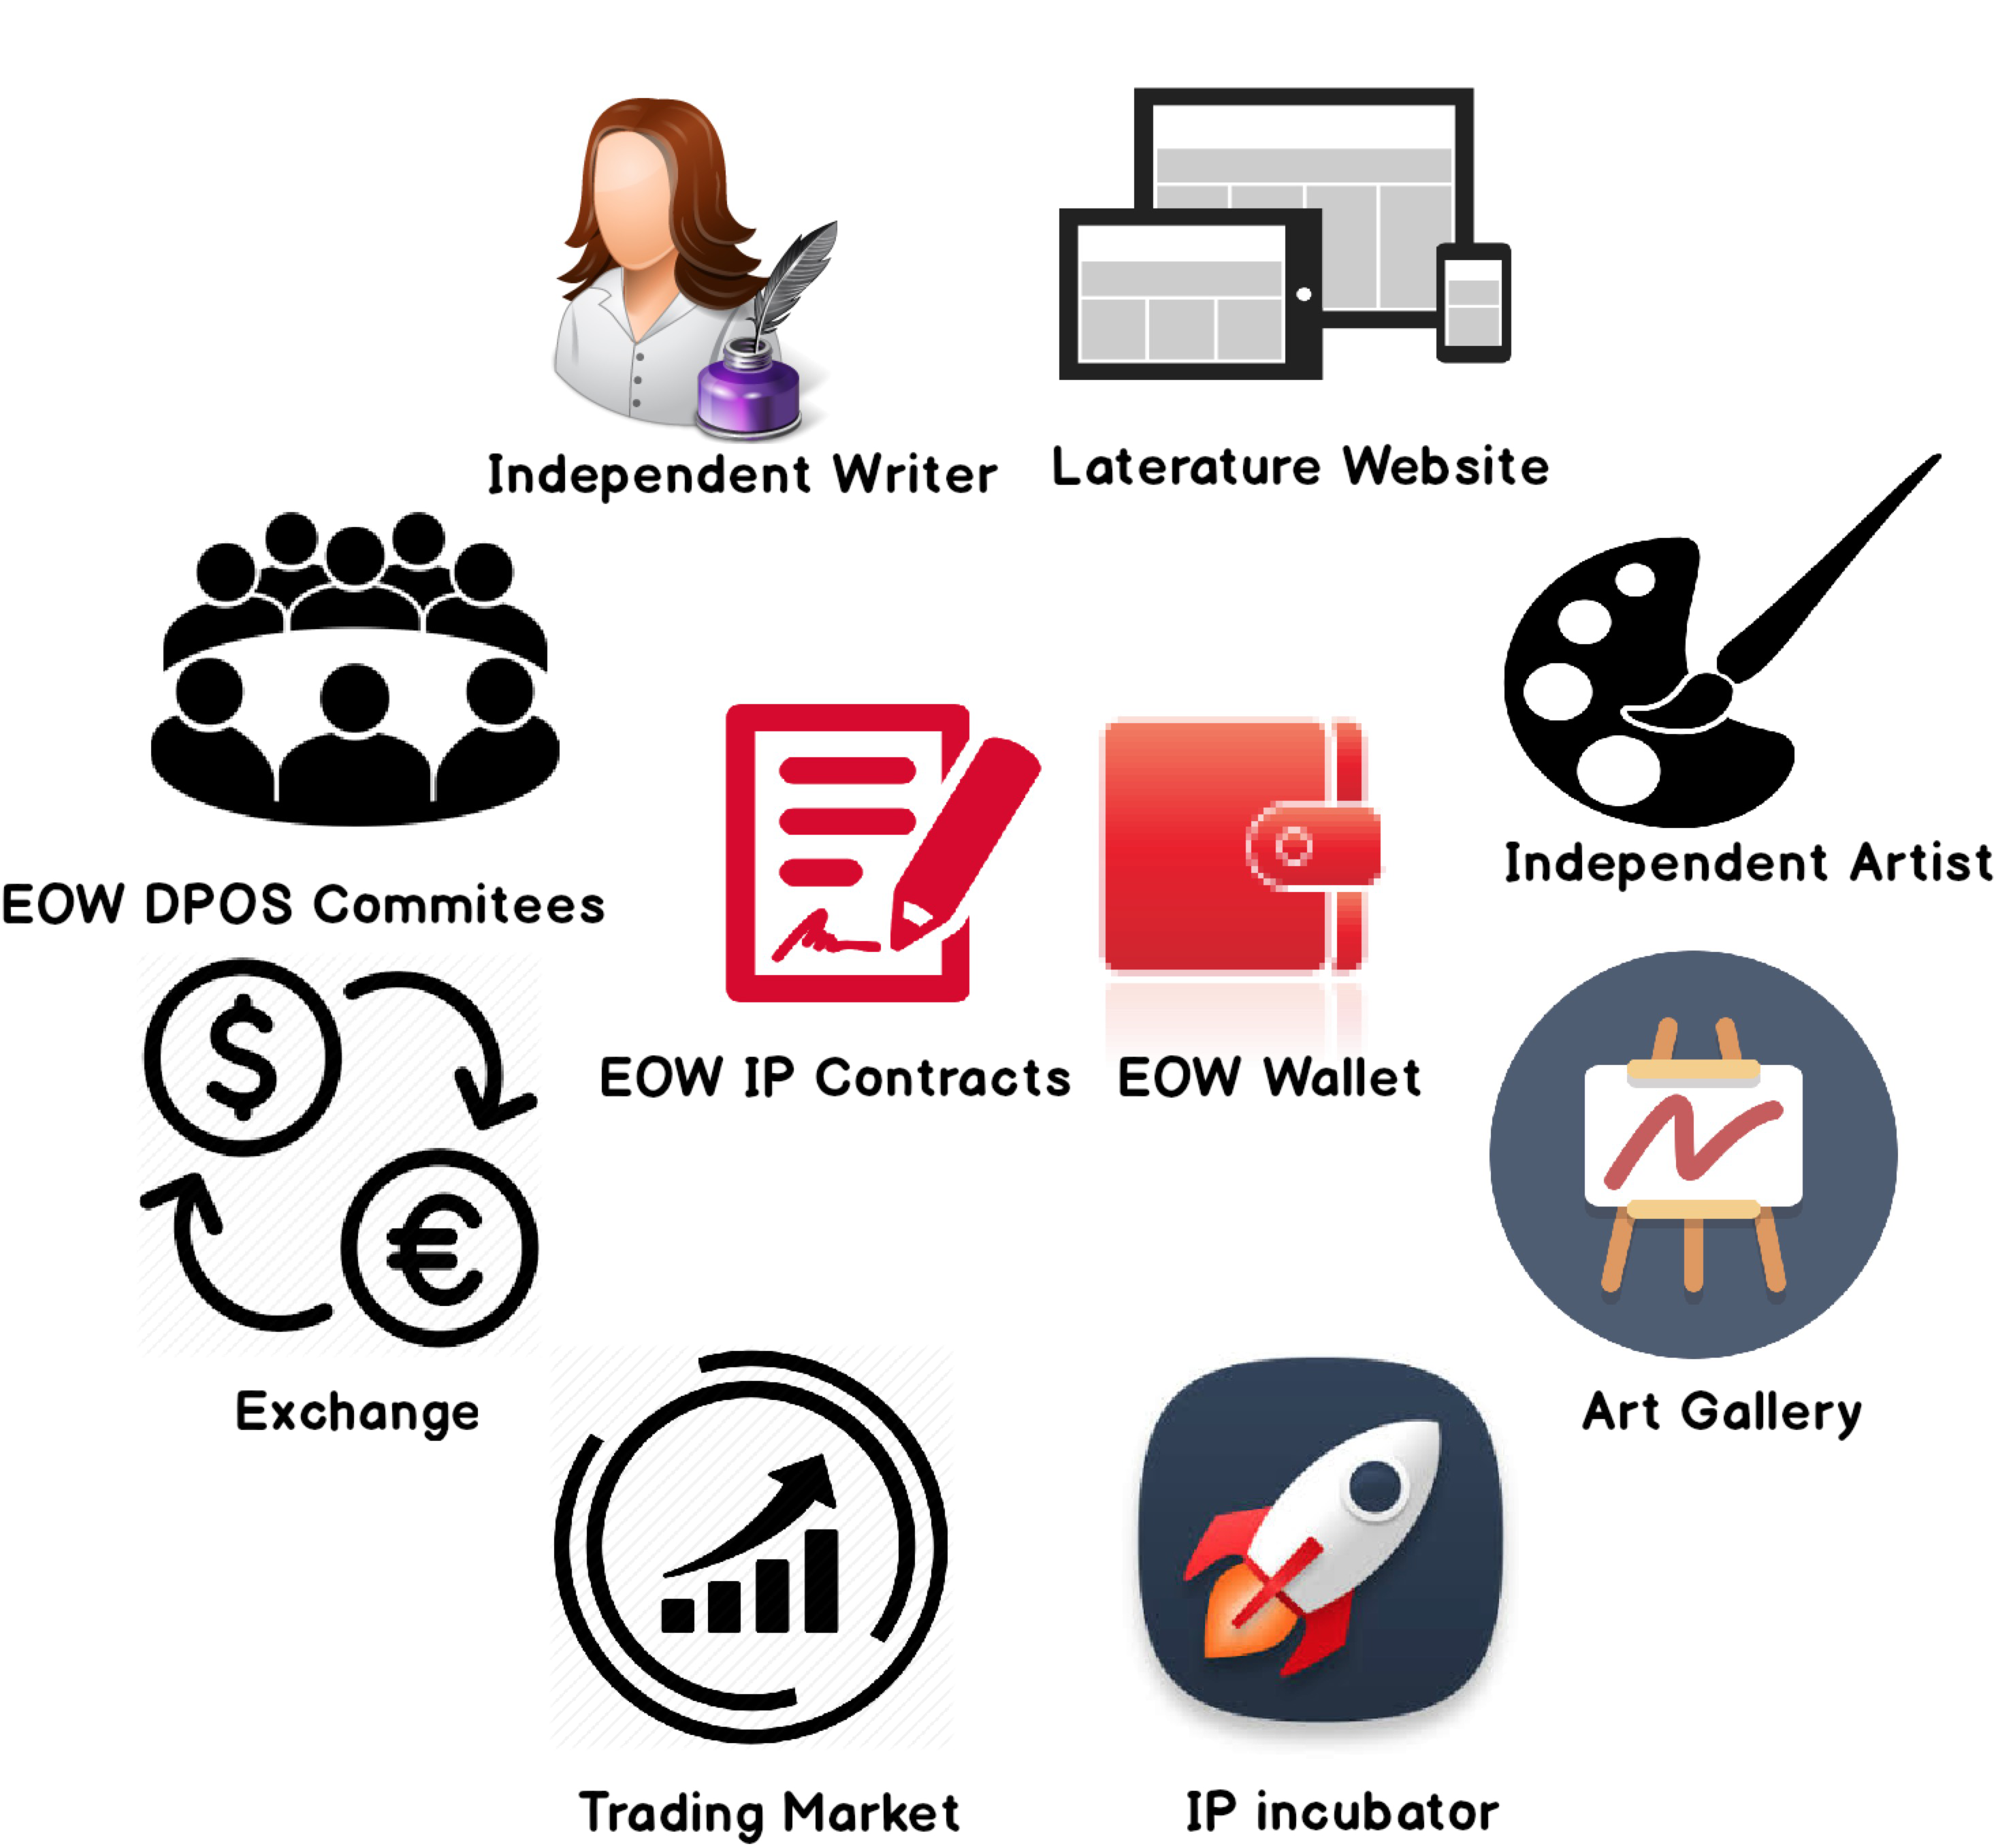 Independent Writer
Laterature Website
Independent Artist
EOW DPOS Commitees
EOW IP Contracts
EOW Wallet
Exchange
Art Gallery
Trading Market
IP incubator